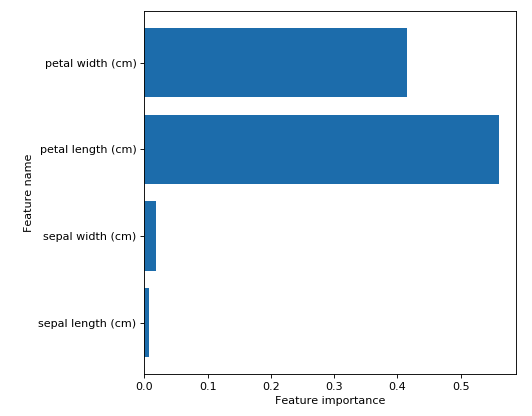 Feature name
petal width (cm)
petal length (cm)
sepal width (cm)
sepal length (cm)
0.0 0.1 0.2 0.3 0.4 0.5
Feature importance